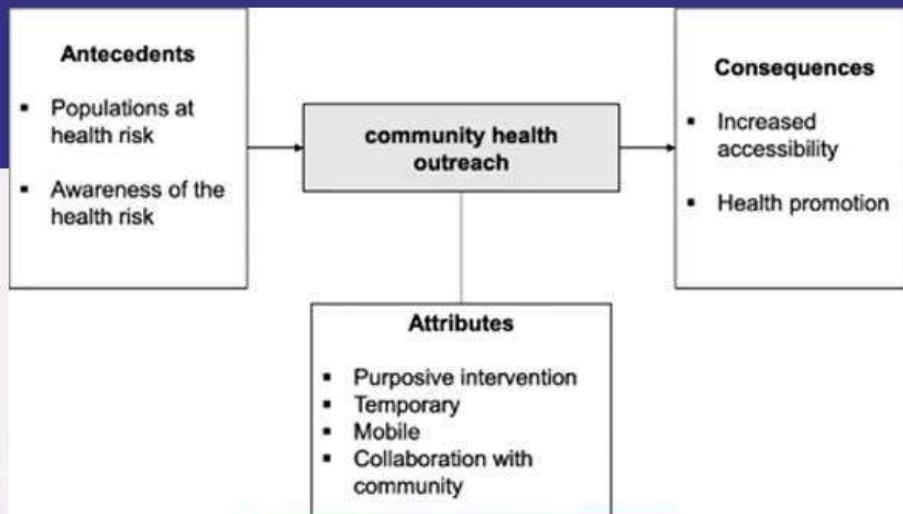 Antecedents
▪ Populations at
health risk
▪ Awareness of the
health risk
community health
outreach
Consequences
▪ Increased
accessibility
▪ Health promotion
Attributes
▪ Purposive intervention
▪ Temporary
▪ Mobile
▪ Collaboration with
community